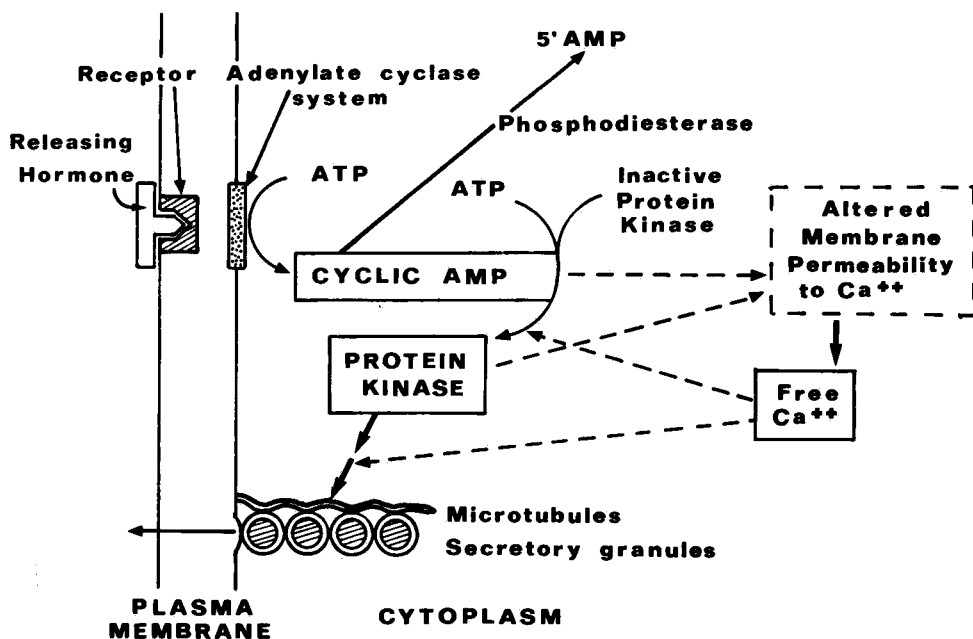 5' AMP
Receptor
Adenylate cyclase
system
Phosphodiesterase
Releasing
Hormone
ATP
ATP
Inactive
Protein
Kinase
Altered
Membrane
Permeability
to Ca++
CYCLIC AMP
PROTEIN
KINASE
Free
Ca++
Microtubules
Secretory granules
PLASMA
MEMBRANE
CYTOPLASM